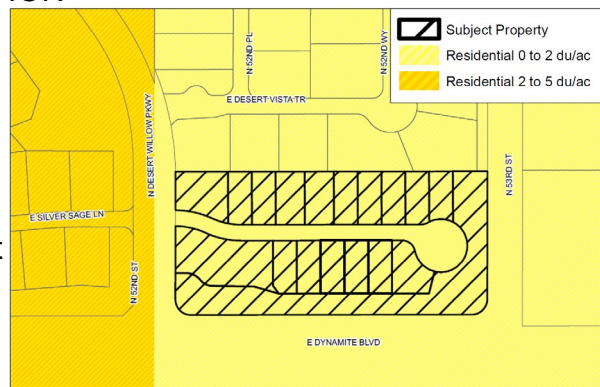 Subject Property
Residential 0 to 2 du/ac
Residential 2 to 5 du/ac
N 52ND PL
N 52ND WY
E DESERT VISTA TR
N DESERT WILLOW PKWY
N 53RD ST
E SILVER SAGE LN
N 52ND ST
E DYNAMITE BLVD